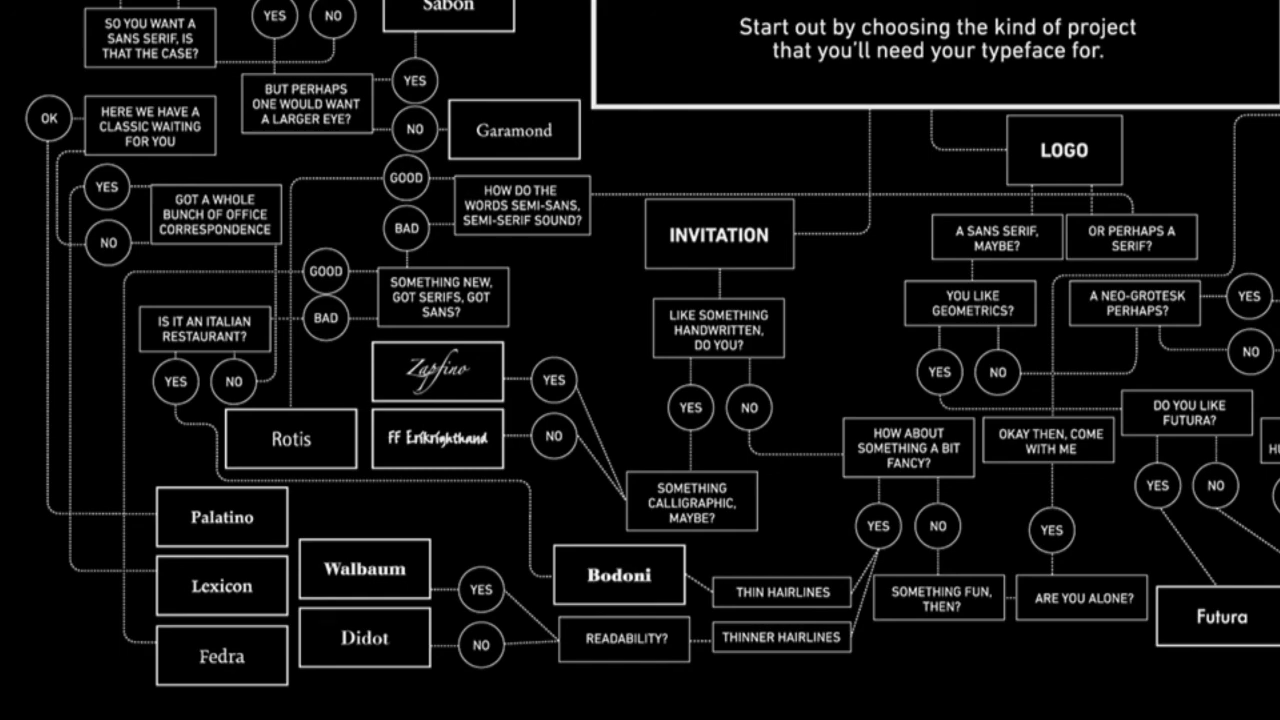 Sabon
Start out by choosing the kind of project
that you'll need your typeface for.
SO YOU WANT A
SANS SERIF, IS
THAT THE CASE?
YES
NO
BUT PERHAPS
ONE WOULD WANT
A LARGER EYE?
YES
NO
Garamond
OK
HERE WE HAVE A
CLASSIC WAITING
FOR YOU
LOGO
YES
NO
GOT A WHOLE
BUNCH OF OFFICE
CORRESPONDENCE
GOOD
BAD
HOW DO THE
WORDS SEMI-SANS,
SEMI-SERIF SOUND?
INVITATION
A SANS SERIF,
MAYBE?
OR PERHAPS A
SERIF?
GOOD
BAD
SOMETHING NEW,
GOT SERIFS, GOT
SANS?
IS IT AN ITALIAN
RESTAURANT?
YES
NO
LIKE SOMETHING
HANDWRITTEN,
DO YOU?
YOU LIKE
GEOMETRICS?
A NEO-GROTESK
PERHAPS?
YES
NO
Zapfino
YES
FF Erikrighthand
NO
YES
NO
YES
NO
Rotis
HOW ABOUT
SOMETHING A BIT
FANCY?
OKAY THEN, COME
WITH ME
DO YOU LIKE
FUTURA?
YES
NO
SOMETHING
CALLIGRAPHIC,
MAYBE?
YES
NO
YES
Palatino
Lexicon
Fedra
Walbaum
Didot
YES
NO
Bodoni
READABILITY?
THIN HAIRLINES
THINNER HAIRLINES
SOMETHING FUN,
THEN?
ARE YOU ALONE?
Futura